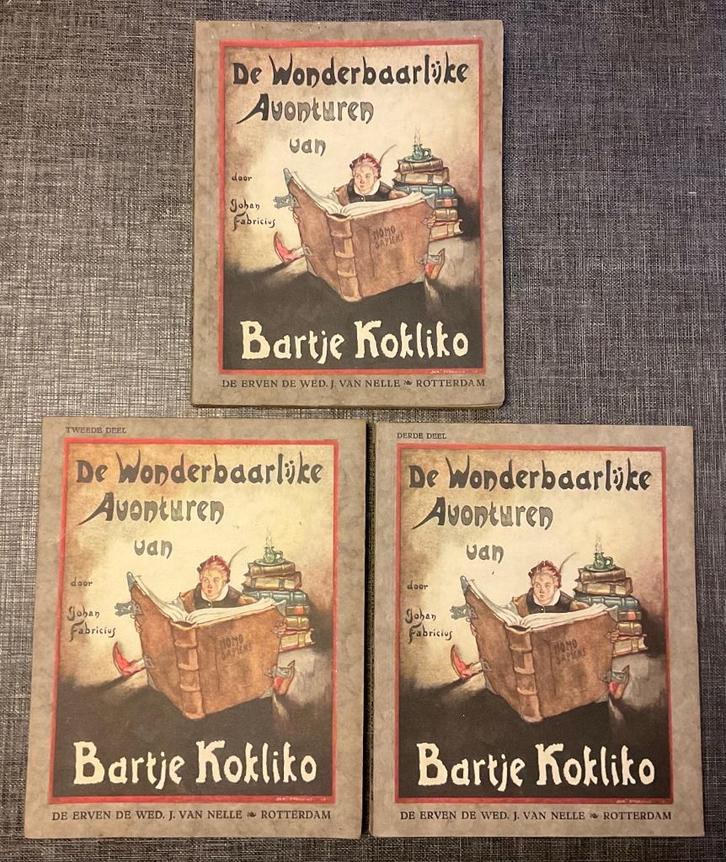 De Wonderbaarlijke
Avonturen
van
door
Johan
Fabricius
HOMO
SAPIENS
Bartje Kokliko
DE ERVEN DE WED. J. VAN NELLE ❧ ROTTERDAM
TWEEDE DEEL
De Wonderbaarlijke
Avonturen
van
door
Johan
Fabricius
HOMO
SAPIENS
Bartje Kokliko
DE ERVEN DE WED. J. VAN NELLE ❧ ROTTERDAM
DERDE DEEL
De Wonderbaarlijke
Avonturen
van
door
Johan
Fabricius
HOMO
SAPIENS
Bartje Kokliko
DE ERVEN DE WED. J. VAN NELLE ❧ ROTTERDAM